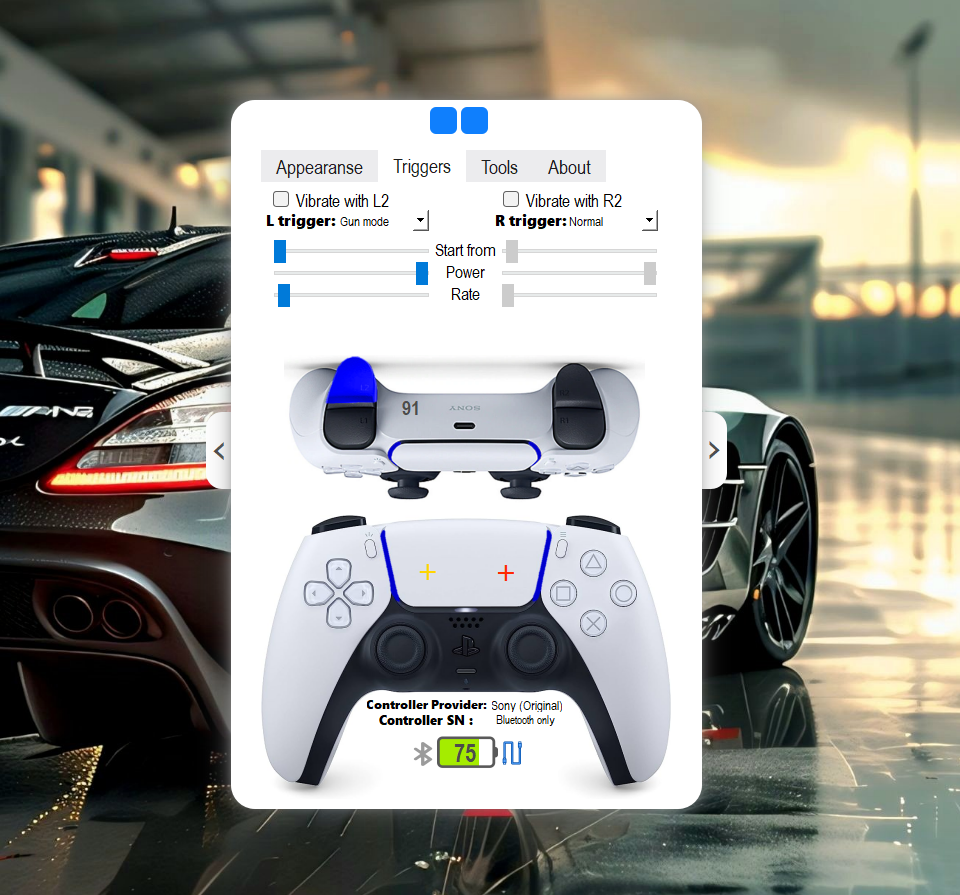 Appearanse Triggers Tools About
Vibrate with L2 Vibrate with R2
L trigger: Gun mode R trigger: Normal
Start from
Power
Rate
91
SONY
Controller Provider: Sony (Original)
Controller SN : Bluetooth only
75